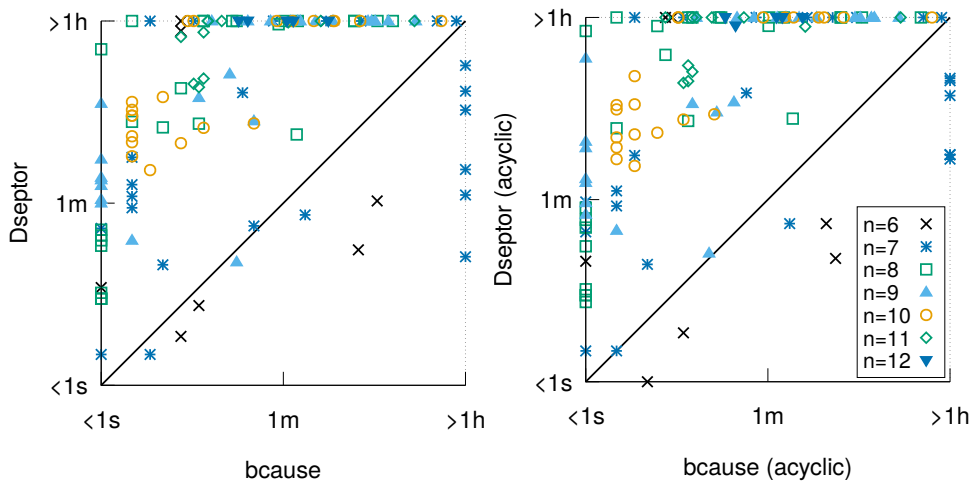 >1h
1m
<1s
<1s
1m
>1h
Dseptor
bcause
>1h
1m
<1s
<1s
1m
>1h
Dseptor (acyclic)
bcause (acyclic)
n=6
n=7
n=8
n=9
n=10
n=11
n=12